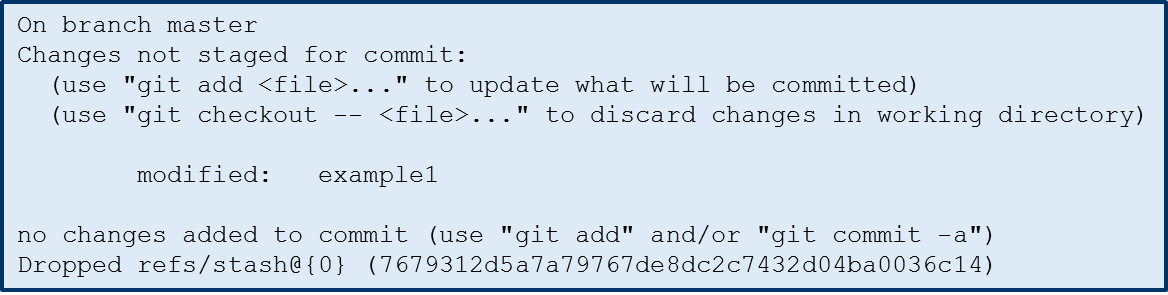 On branch master
Changes not staged for commit:
  (use "git add <file>..." to update what will be committed)
  (use "git checkout -- <file>..." to discard changes in working directory)

        modified:   example1

no changes added to commit (use "git add" and/or "git commit -a")
Dropped refs/stash@{0} (7679312d5a7a79767de8dc2c7432d04ba0036c14)